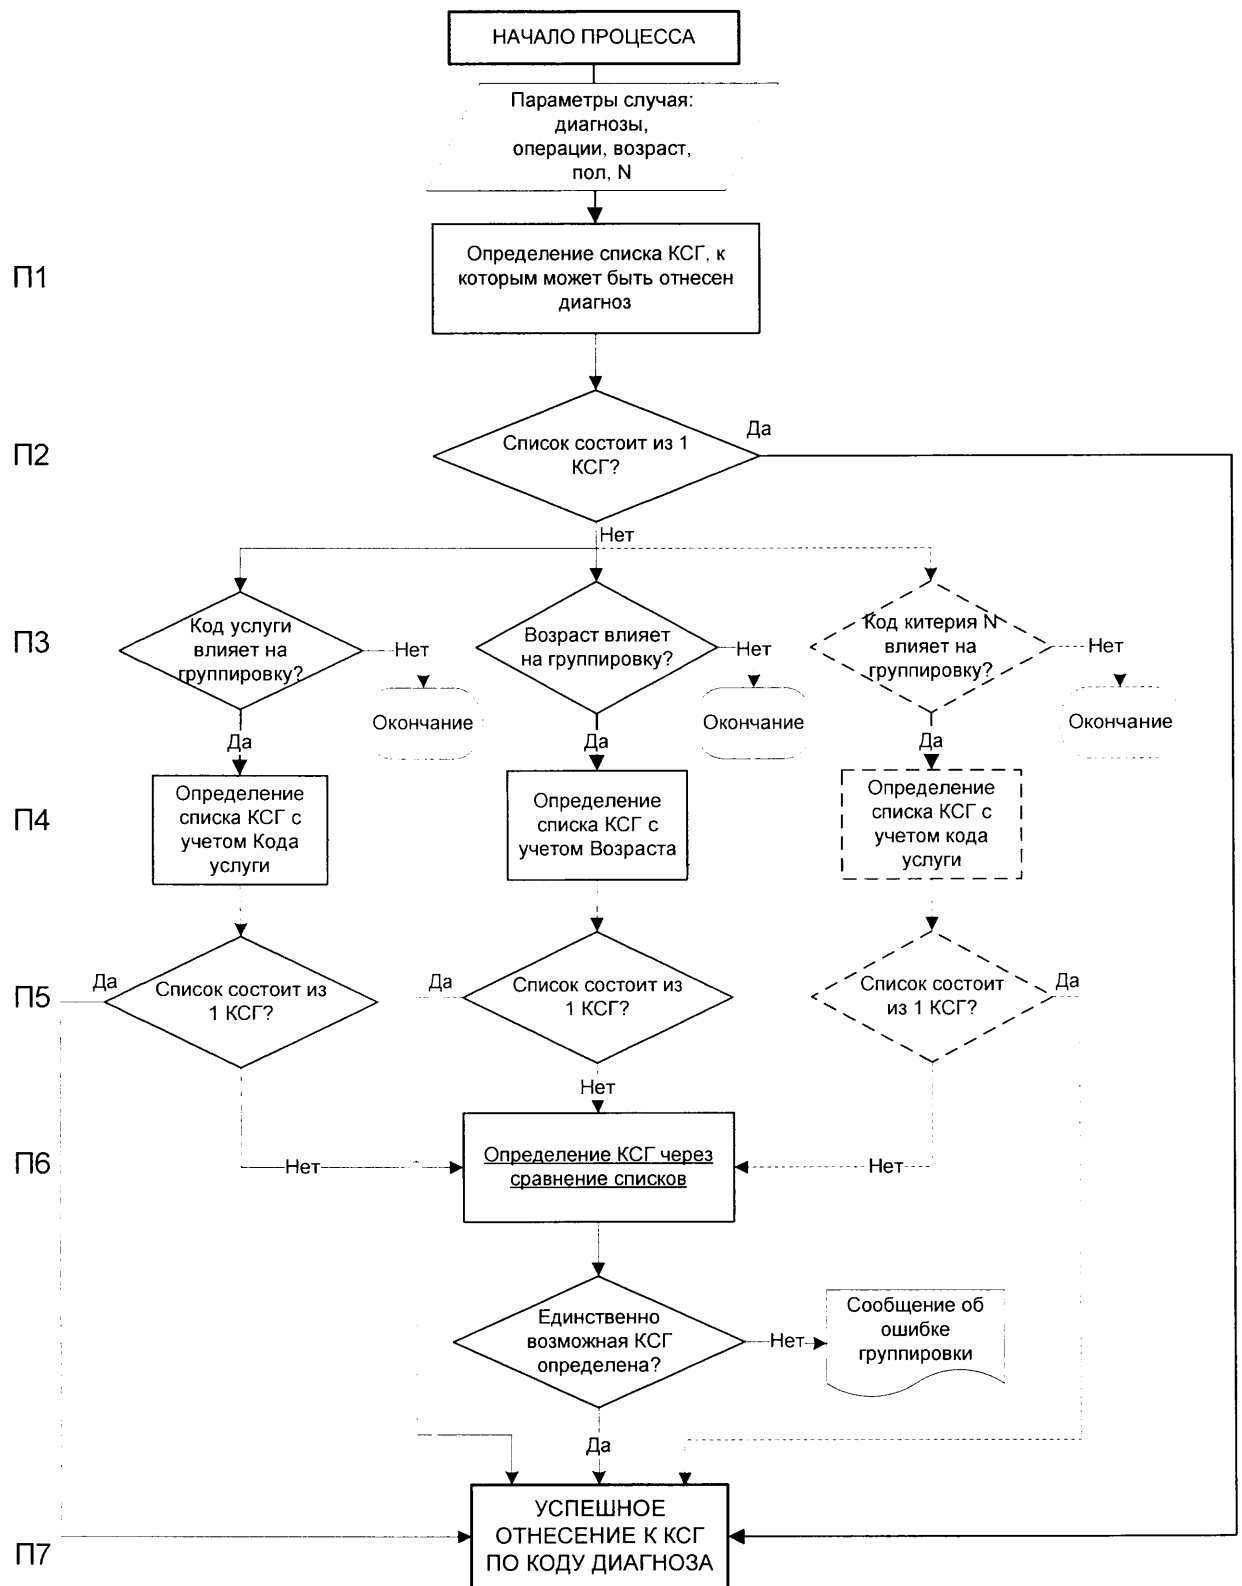 НАЧАЛО ПРОЦЕССА
Параметры случая:
диагнозы,
операции, возраст,
пол, N
П1
Определение списка КСГ, к
которым может быть отнесен
диагноз
П2
Список состоит из 1
КСГ?
Да
Нет
П3
Код услуги
влияет на
группировку?
Нет
Окончание
Да
Возраст влияет
на группировку?
Нет
Окончание
Да
Код китерия N
влияет на
группировку?
Нет
Окончание
Да
П4
Определение
списка КСГ с
учетом Кода
услуги
Определение
списка КСГ с
учетом Возраста
Определение
списка КСГ с
учетом кода
услуги
П5
Да
Список состоит из
1 КСГ?
Да
Список состоит из
1 КСГ?
Список состоит
из 1 КСГ?
Да
Нет
П6
Нет
Определение КСГ через
сравнение списков
Нет
Единственно
возможная КСГ
определена?
Нет
Сообщение об
ошибке
группировки
Да
П7
УСПЕШНОЕ
ОТНЕСЕНИЕ К КСГ
ПО КОДУ ДИАГНОЗА